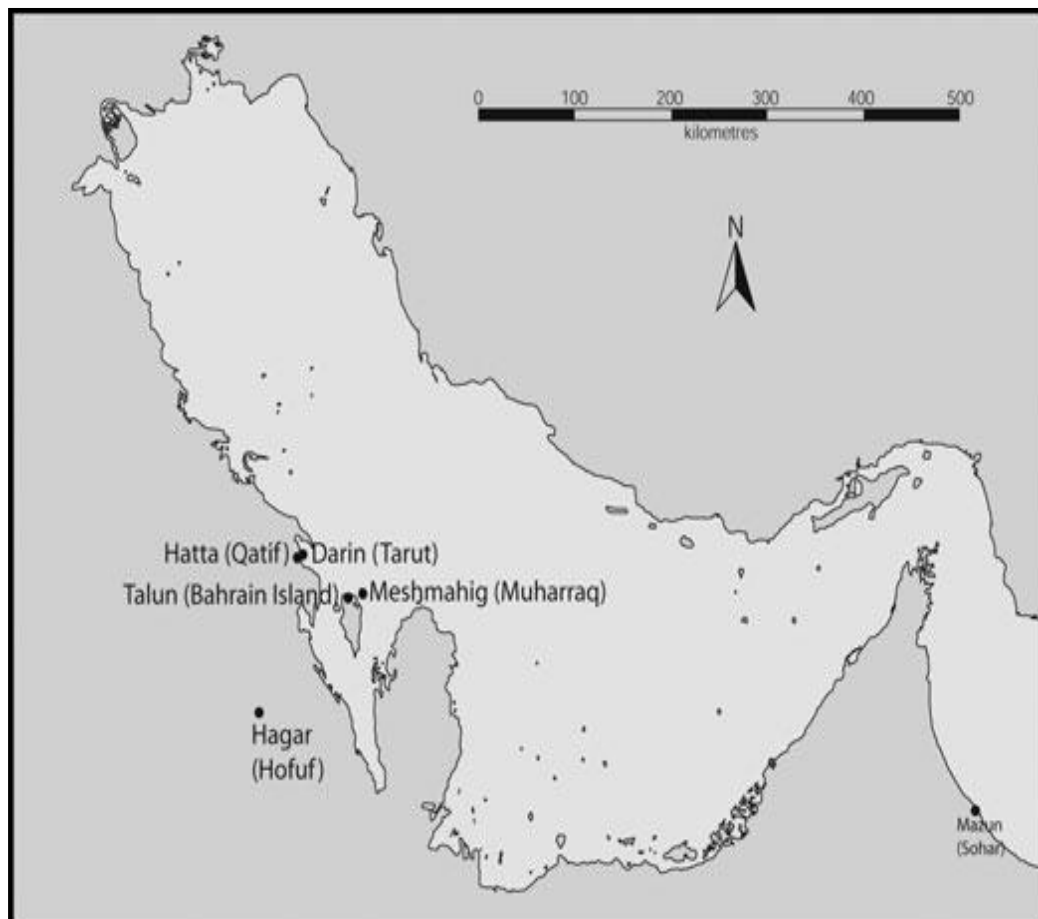 0 100 200 300 400 500
kilometres
N
Hatta (Qatif) Darin (Tarut)
Talun (Bahrain Island) Meshmahig (Muharraq)
Hagar
(Hofuf)
Mazun
(Sohar)